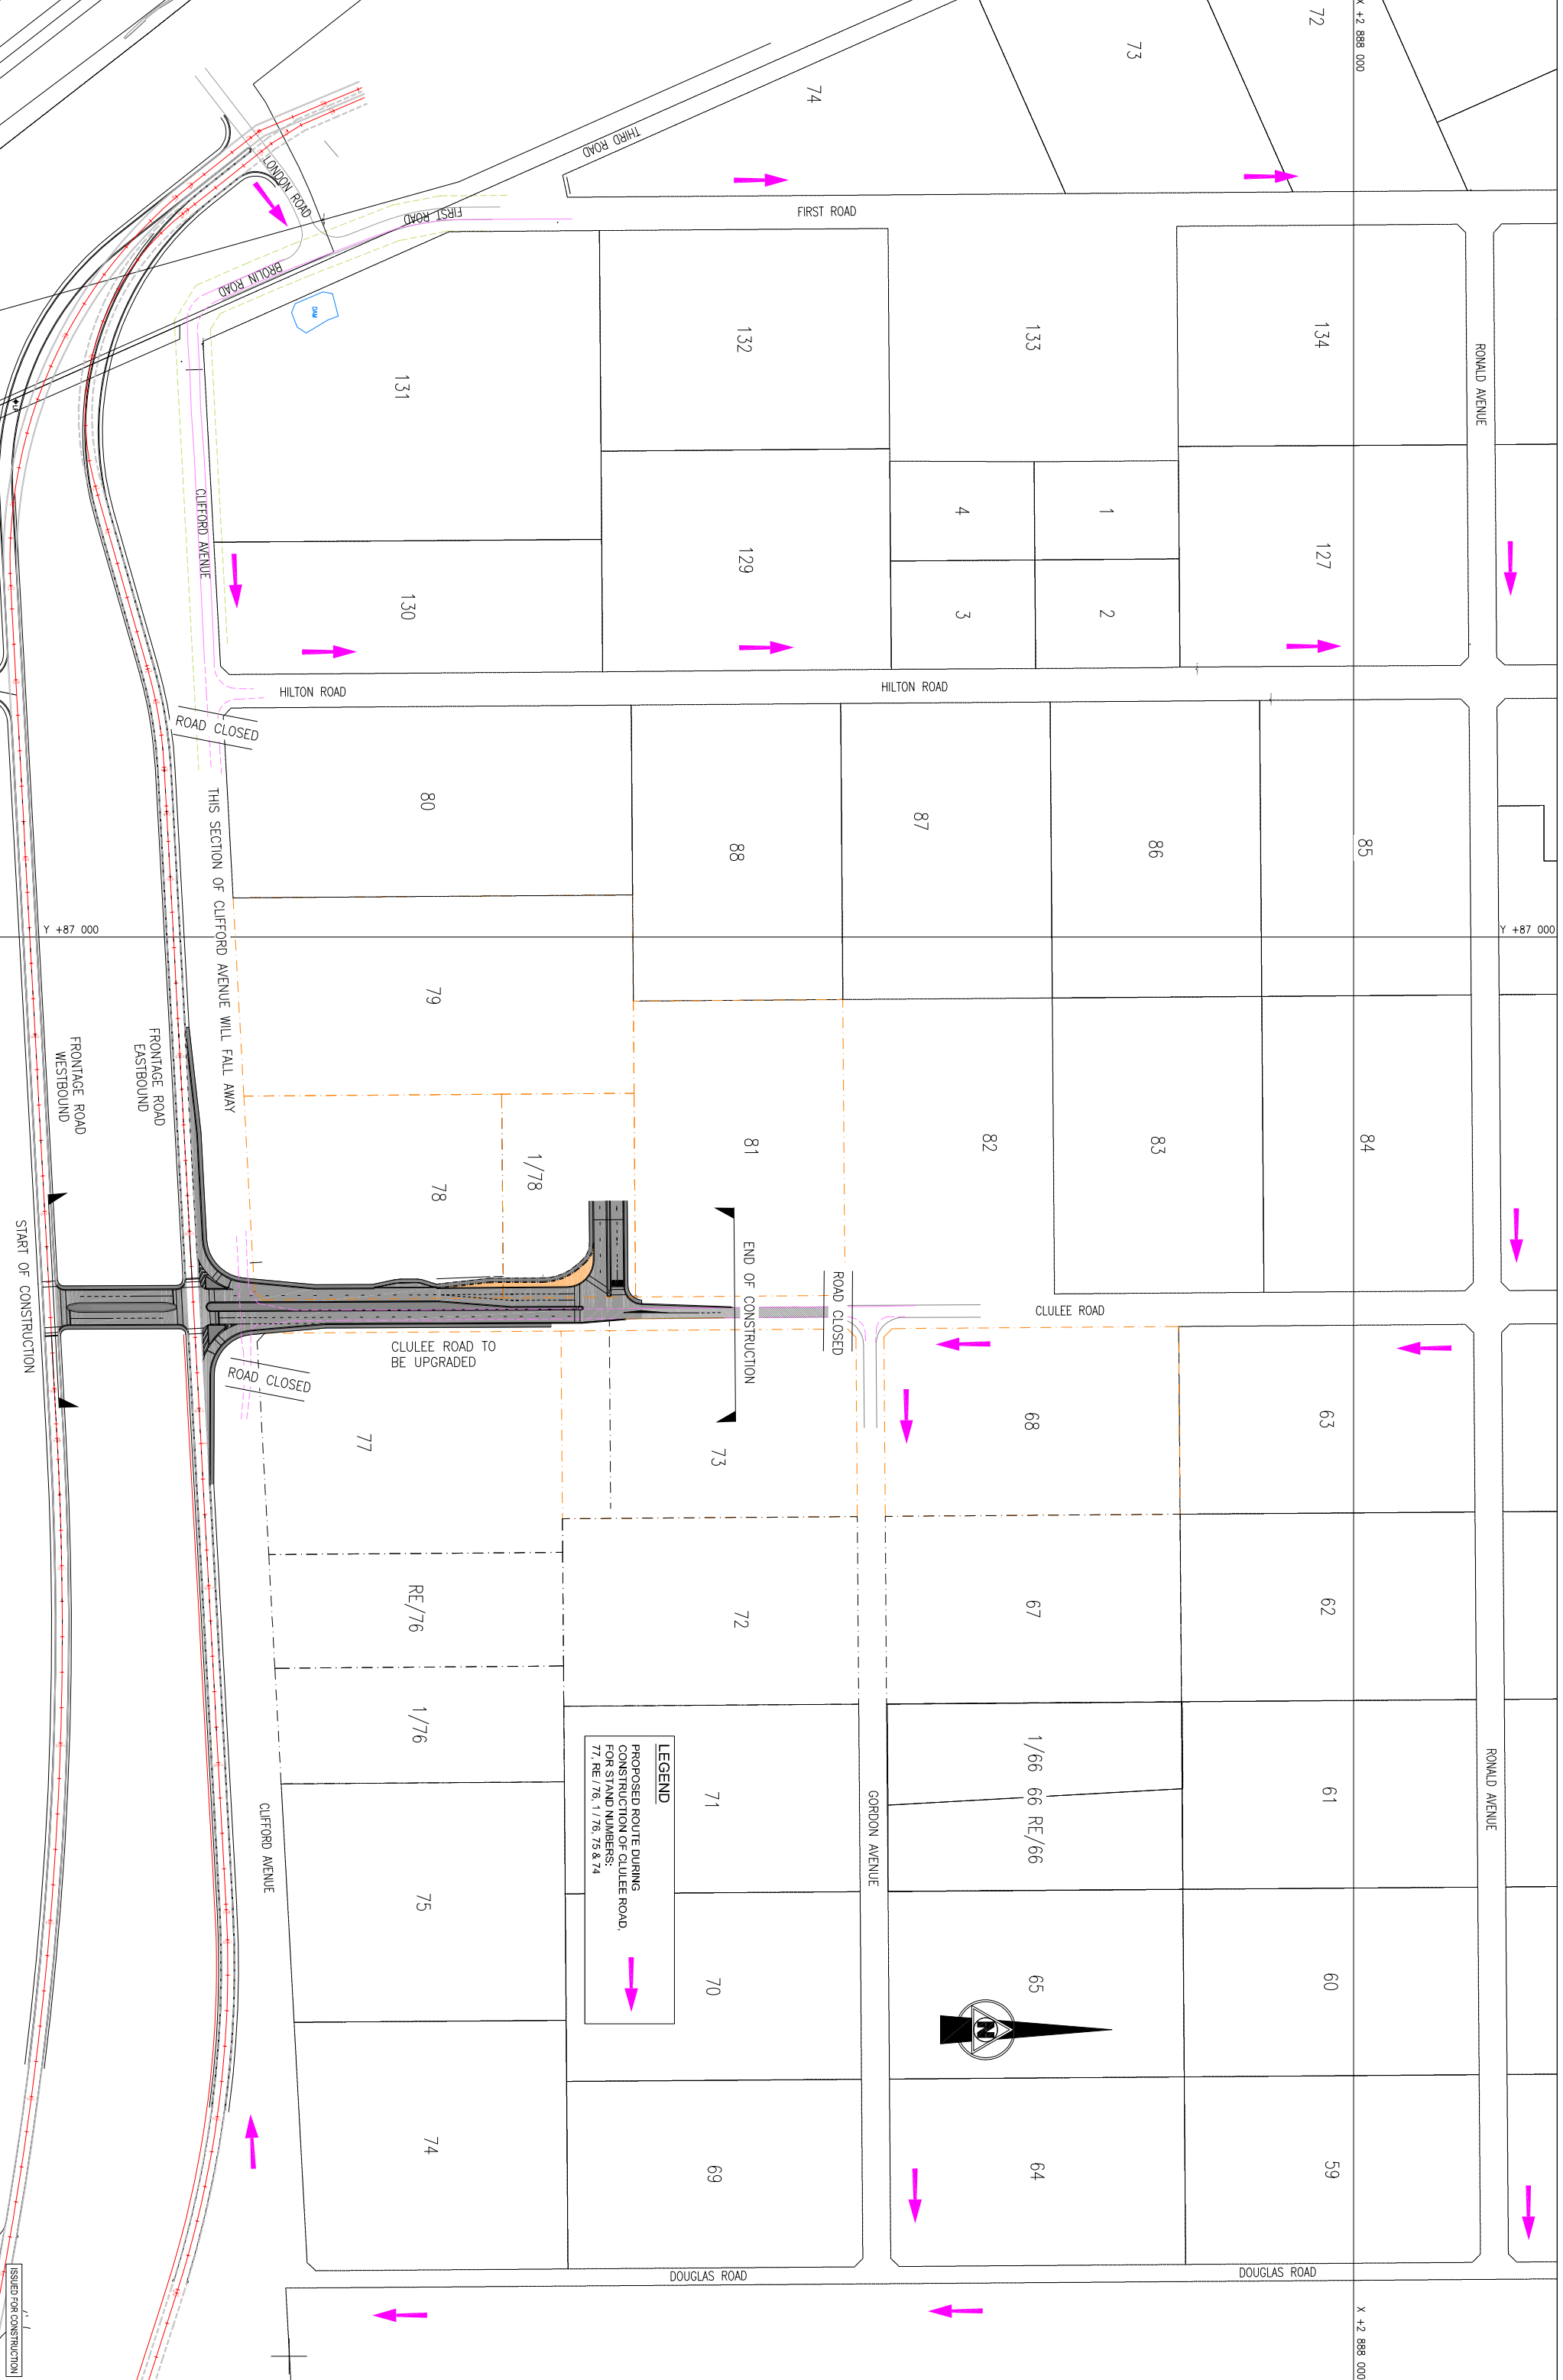 72
X +2 888 000
73
74
THIRD ROAD
LONDON ROAD
FIRST ROAD
FIRST ROAD
BROLIN ROAD
DAM
132
133
134
RONALD AVENUE
131
CLIFFORD AVENUE
4
1
129
127
130
3
2
HILTON ROAD
HILTON ROAD
ROAD CLOSED
THIS SECTION OF CLIFFORD AVENUE WILL FALL AWAY
80
88
87
86
85
Y +87 000
Y +87 000
79
FRONTAGE ROAD
WESTBOUND
FRONTAGE ROAD
EASTBOUND
78
1/78
81
82
83
84
START OF CONSTRUCTION
END OF CONSTRUCTION
ROAD CLOSED
CLULEE ROAD
CLULEE ROAD TO
BE UPGRADED
ROAD CLOSED
77
73
68
63
RE/76
72
67
62
1/76
LEGEND
PROPOSED ROUTE DURING
CONSTRUCTION OF CLULEE ROAD,
FOR STAND NUMBERS:
77, RE / 76, 1 / 76, 75 & 74
71
GORDON AVENUE
1/66
66
RE/66
61
RONALD AVENUE
CLIFFORD AVENUE
75
70
65
60
N
74
69
64
59
DOUGLAS ROAD
DOUGLAS ROAD
X +2 888 000
ISSUED FOR CONSTRUCTION